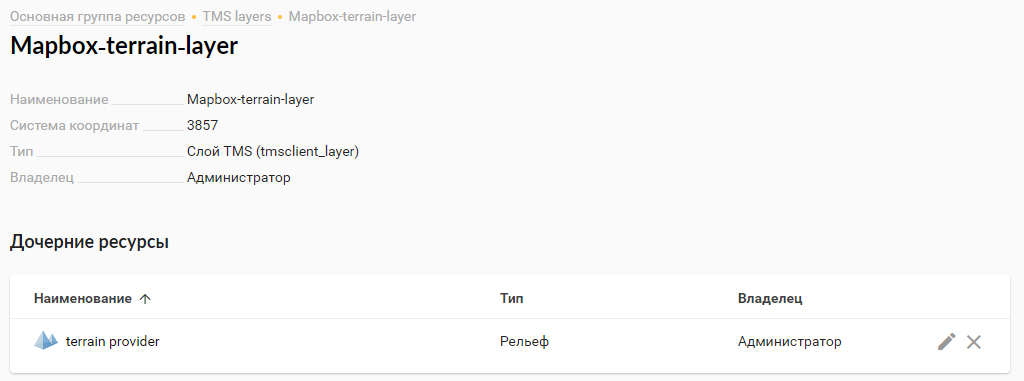 Основная группа ресурсов • TMS layers • Mapbox-terrain-layer
Mapbox-terrain-layer
Наименование Mapbox-terrain-layer
Система координат 3857
Тип Слой TMS (tmsclient_layer)
Владелец Администратор
Дочерние ресурсы
Наименование ↑ Тип Владелец
terrain provider Рельеф Администратор